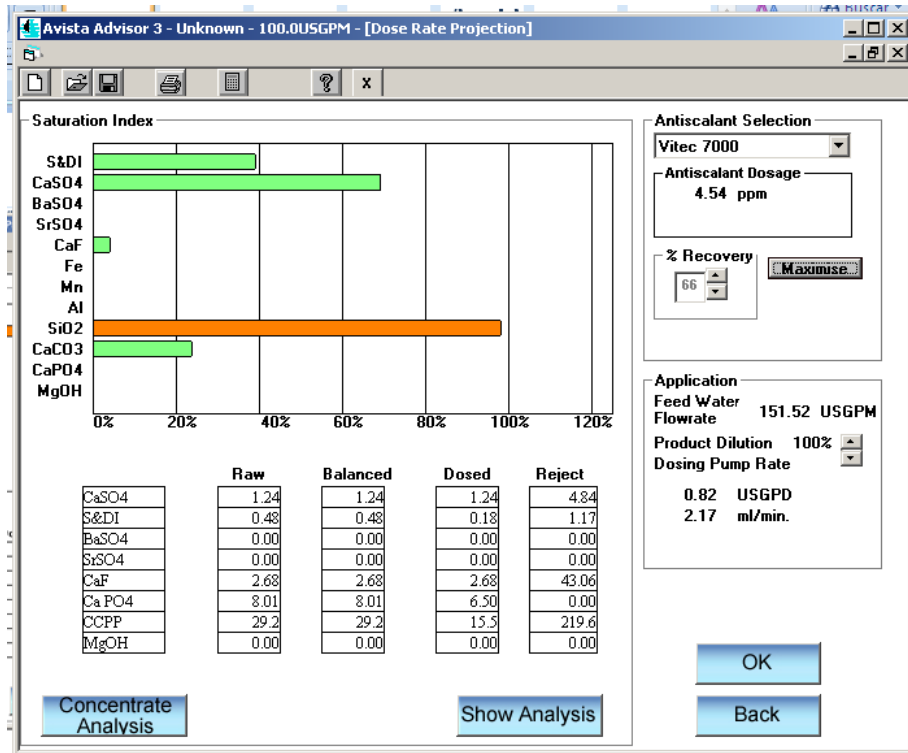 Buscar
Avista Advisor 3 - Unknown - 100.0USGPM - [Dose Rate Projection]
? x
Saturation Index
S&DI
CaSO4
BaSO4
SrSO4
CaF
Fe
Mn
Al
SiO2
CaCO3
CaPO4
MgOH
0% 20% 40% 60% 80% 100% 120%
Raw Balanced Dosed Reject
CaSO4 1.24 1.24 1.24 4.84
S&DI 0.48 0.48 0.18 1.17
BaSO4 0.00 0.00 0.00 0.00
SrSO4 0.00 0.00 0.00 0.00
CaF 2.68 2.68 2.68 43.06
Ca PO4 8.01 8.01 6.50 0.00
CCPP 29.2 29.2 15.5 219.6
MgOH 0.00 0.00 0.00 0.00
Concentrate
Analysis
Show Analysis
Antiscalant Selection
Vitec 7000
Antiscalant Dosage
4.54 ppm
% Recovery
66
Maximise...
Application
Feed Water
Flowrate 151.52 USGPM
Product Dilution 100%
Dosing Pump Rate
0.82 USGPD
2.17 ml/min.
OK
Back